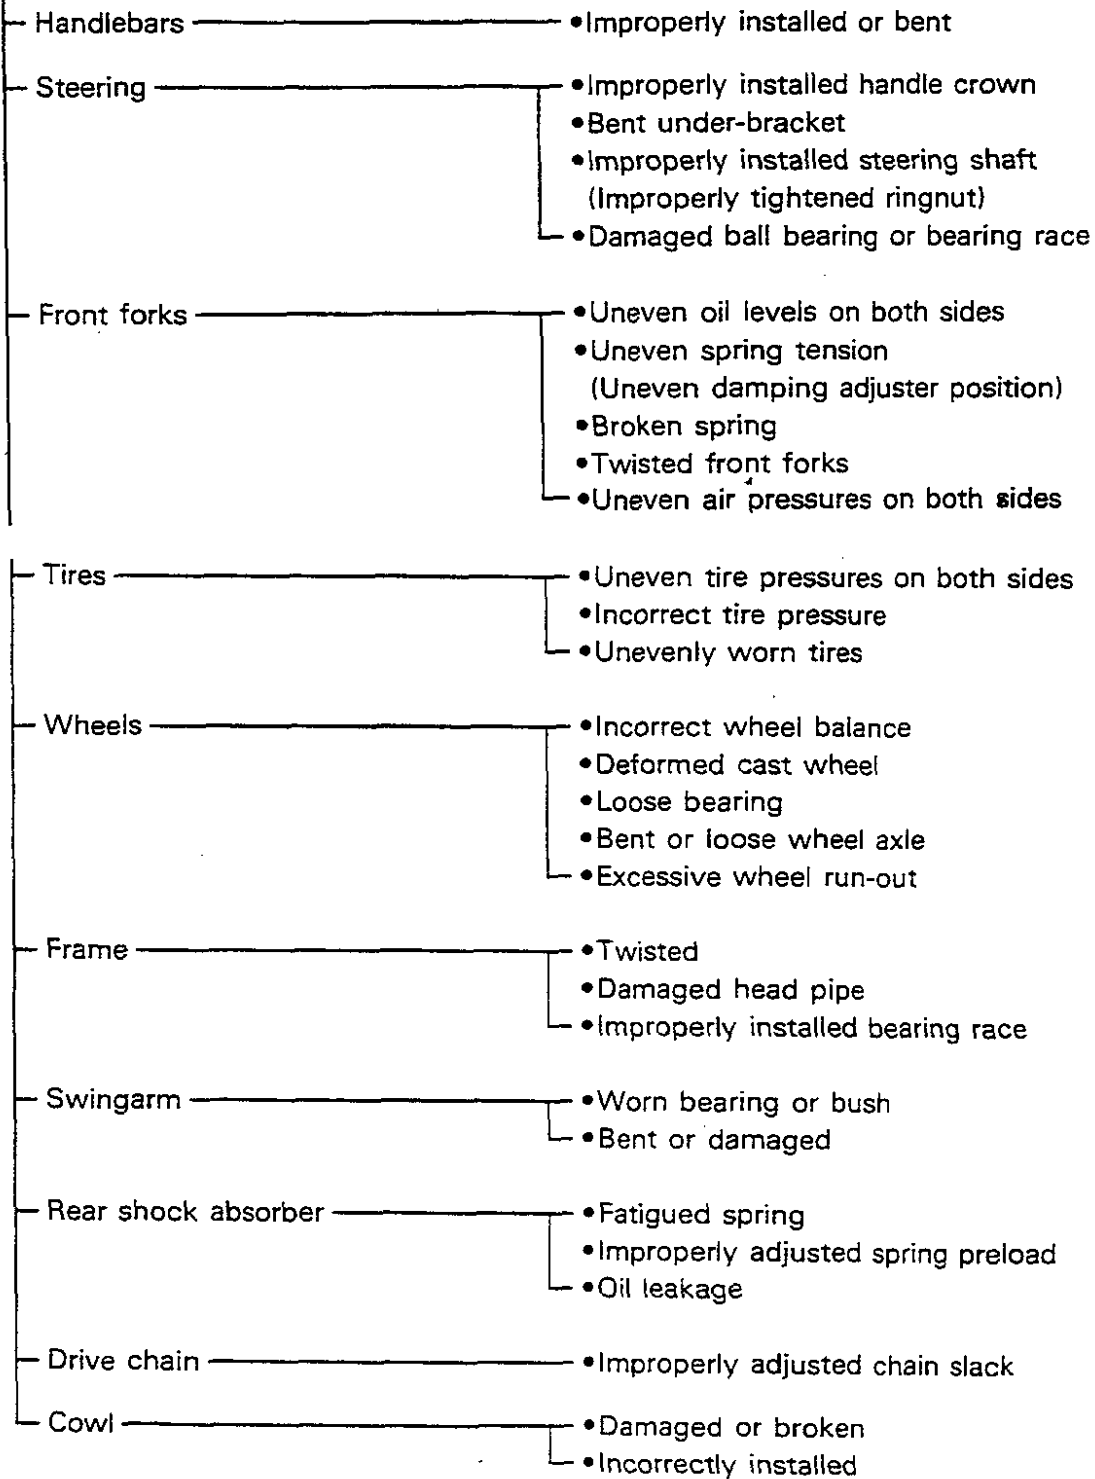 Handlebars •Improperly installed or bent
Steering •Improperly installed handle crown
•Bent under-bracket
•Improperly installed steering shaft
(Improperly tightened ringnut)
•Damaged ball bearing or bearing race
Front forks •Uneven oil levels on both sides
•Uneven spring tension
(Uneven damping adjuster position)
•Broken spring
•Twisted front forks
•Uneven air pressures on both sides
Tires •Uneven tire pressures on both sides
•Incorrect tire pressure
•Unevenly worn tires
Wheels •Incorrect wheel balance
•Deformed cast wheel
•Loose bearing
•Bent or loose wheel axle
•Excessive wheel run-out
Frame •Twisted
•Damaged head pipe
•Improperly installed bearing race
Swingarm •Worn bearing or bush
•Bent or damaged
Rear shock absorber •Fatigued spring
•Improperly adjusted spring preload
•Oil leakage
Drive chain •Improperly adjusted chain slack
Cowl •Damaged or broken
•Incorrectly installed